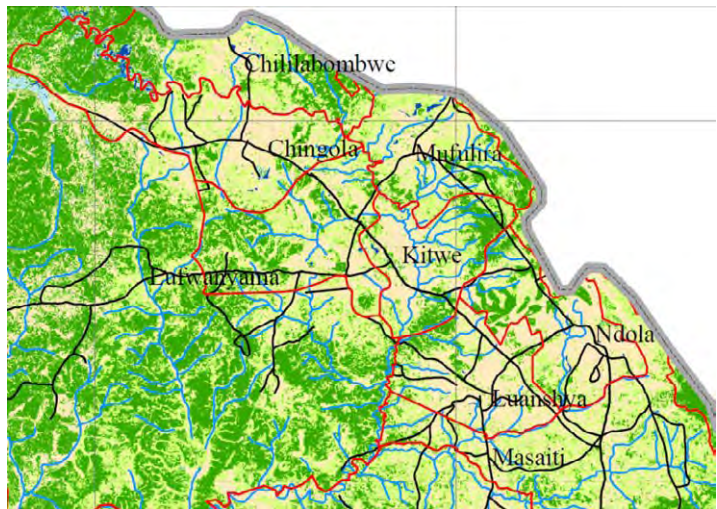 Chililabombwe
Chingola
Mufulira
Kitwe
Lufwanyama
Ndola
Luanshya
Masaiti